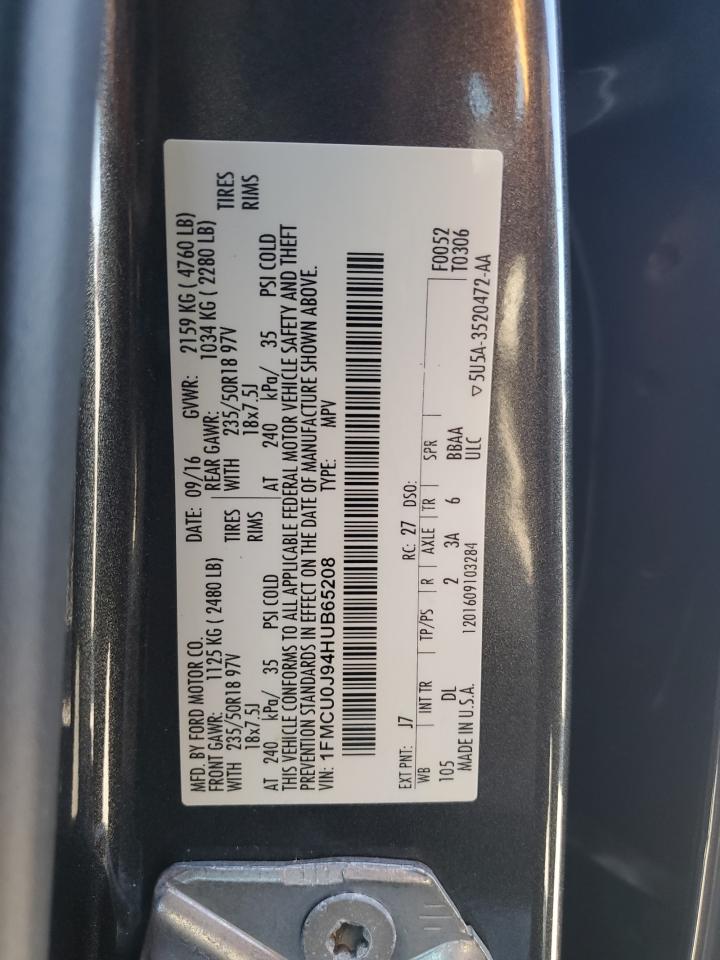 MFD. BY FORD MOTOR CO.
DATE: 09/16 GVWR: 2159 KG ( 4760 LB)
FRONT GAWR: 1125 KG ( 2480 LB) REAR GAWR: 1034 KG ( 2280 LB)
WITH 235/50R18 97V TIRES WITH 235/50R18 97V TIRES
18x7.5J RIMS 18x7.5J RIMS
AT 240 kPa/ 35 PSI COLD AT 240 kPa/ 35 PSI COLD
THIS VEHICLE CONFORMS TO ALL APPLICABLE FEDERAL MOTOR VEHICLE SAFETY AND THEFT
PREVENTION STANDARDS IN EFFECT ON THE DATE OF MANUFACTURE SHOWN ABOVE.
VIN: 1FMCU0J94HUB65208 TYPE: MPV
F0052
EXT PNT: J7 RC: 27 DSO: T0306
WB INT TR TP/PS R AXLE TR SPR
105 DL 2 3A 6 BBAA
MADE IN U.S.A. 1201609103284 ULC ▽5U5A-3520472-AA